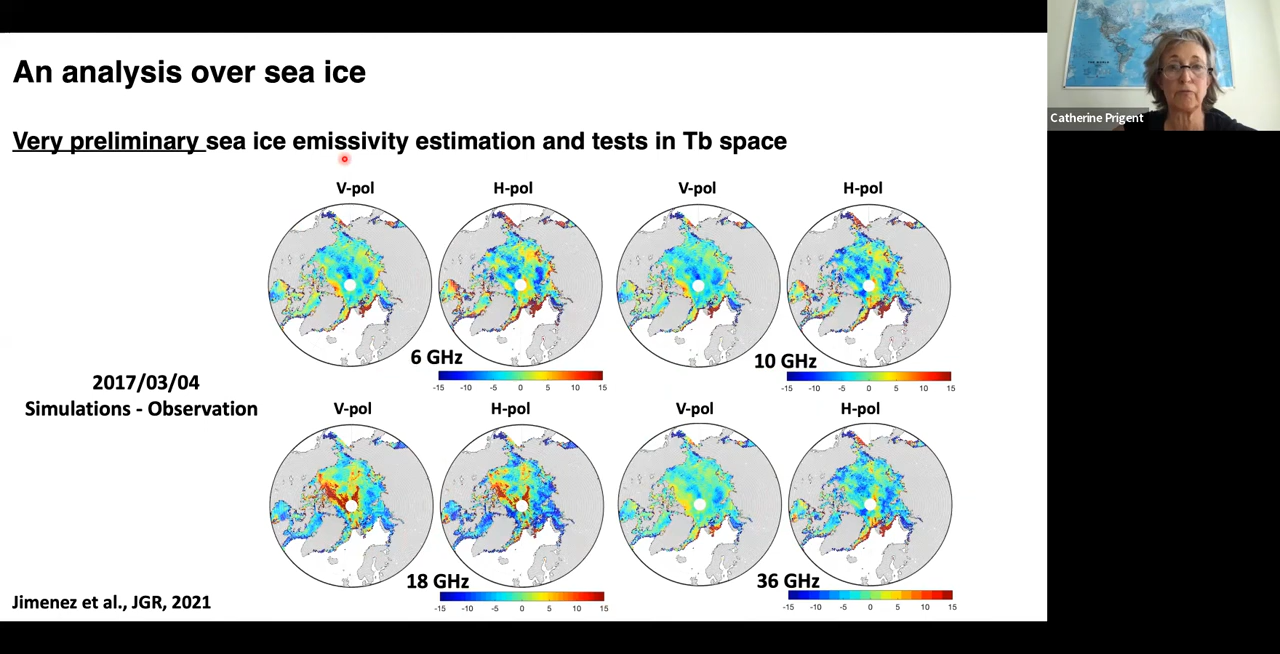 An analysis over sea ice
Catherine Prigent
Very preliminary sea ice emissivity estimation and tests in Tb space
V-pol H-pol V-pol H-pol
6 GHz 10 GHz
-15 -10 -5 0 5 10 15 -15 -10 -5 0 5 10 15
2017/03/04
Simulations - Observation
V-pol H-pol V-pol H-pol
18 GHz 36 GHz
-15 -10 -5 0 5 10 15 -15 -10 -5 0 5 10 15
Jimenez et al., JGR, 2021